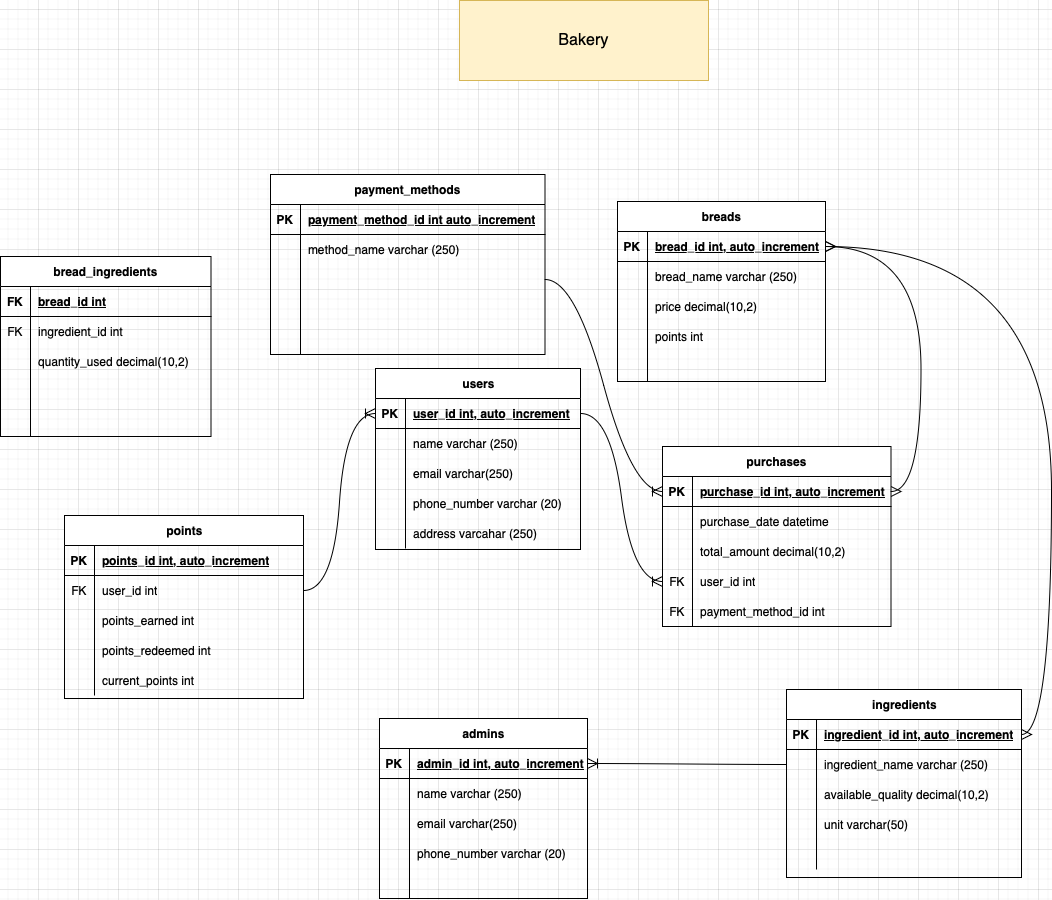 Bakery
payment_methods
PK payment_method_id int auto_increment
method_name varchar (250)
breads
PK bread_id int, auto_increment
bread_name varchar (250)
price decimal(10,2)
points int
bread_ingredients
FK bread_id int
FK ingredient_id int
quantity_used decimal(10,2)
users
PK user_id int, auto_increment
name varchar (250)
email varchar(250)
phone_number varchar (20)
address varcahar (250)
purchases
PK purchase_id int, auto_increment
purchase_date datetime
total_amount decimal(10,2)
FK user_id int
FK payment_method_id int
points
PK points_id int, auto_increment
FK user_id int
points_earned int
points_redeemed int
current_points int
admins
PK admin_id int, auto_increment
name varchar (250)
email varchar(250)
phone_number varchar (20)
ingredients
PK ingredient_id int, auto_increment
ingredient_name varchar (250)
available_quality decimal(10,2)
unit varchar(50)